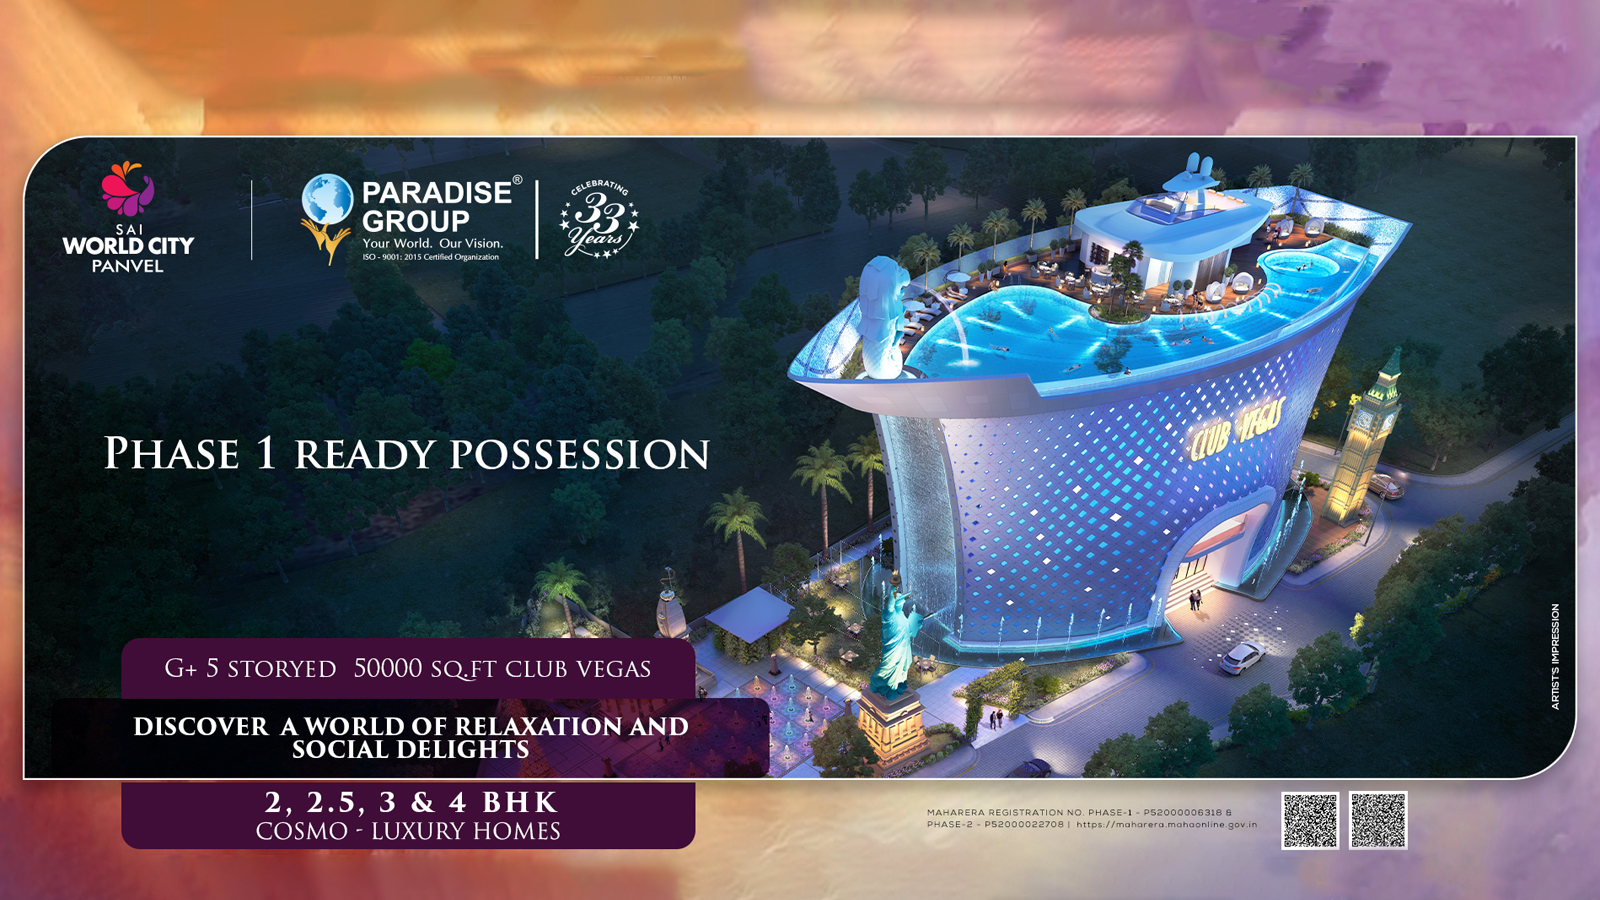 SAI
WORLD CITY
PANVEL
PARADISE®
GROUP
Your World. Our Vision.
ISO - 9001: 2015 Certified Organization
CELEBRATING
33
Years
PHASE 1 READY POSSESSION
CLUB VEGAS
G+ 5 STORYED 50000 SQ.FT CLUB VEGAS
DISCOVER A WORLD OF RELAXATION AND
SOCIAL DELIGHTS
2, 2.5, 3 & 4 BHK
COSMO - LUXURY HOMES
ARTIST'S IMPRESSION
MAHARERA REGISTRATION NO. PHASE-1 - P52000006318 &
PHASE-2 - P52000022708 | https://maharera.mahaonline.gov.in